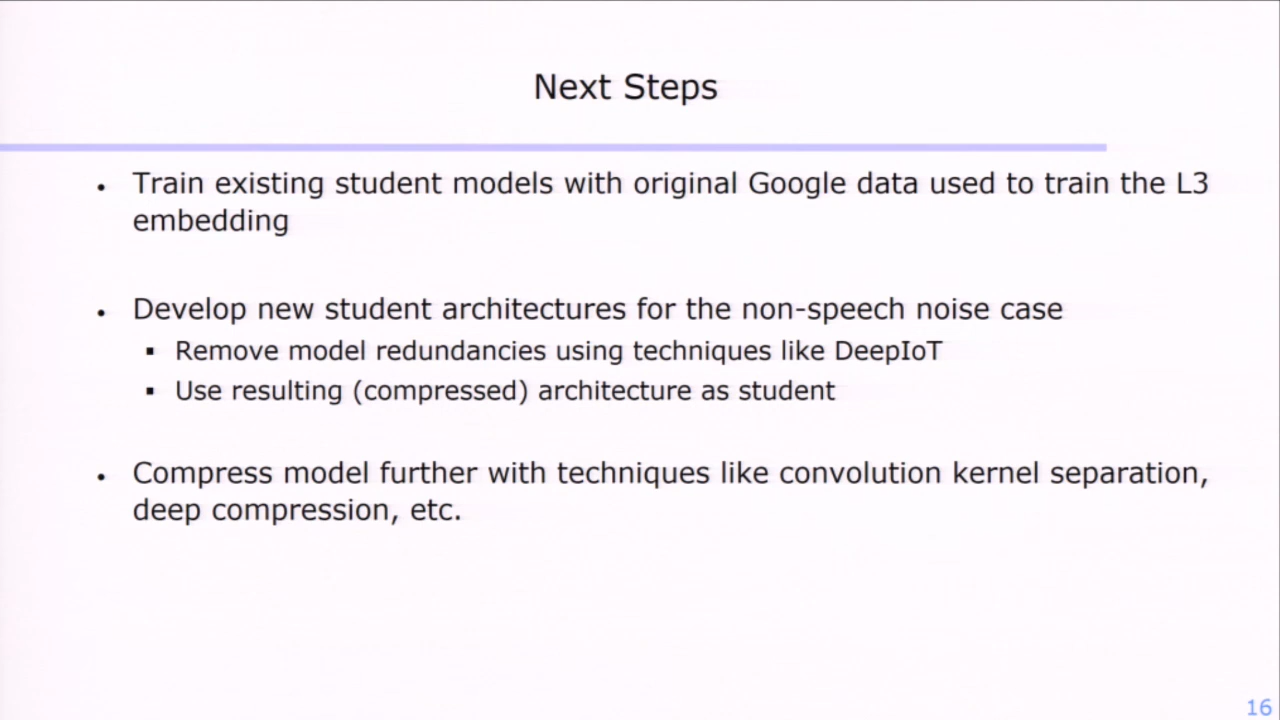 Next Steps
• Train existing student models with original Google data used to train the L3
embedding
• Develop new student architectures for the non-speech noise case
▪ Remove model redundancies using techniques like DeepIoT
▪ Use resulting (compressed) architecture as student
• Compress model further with techniques like convolution kernel separation,
deep compression, etc.
16